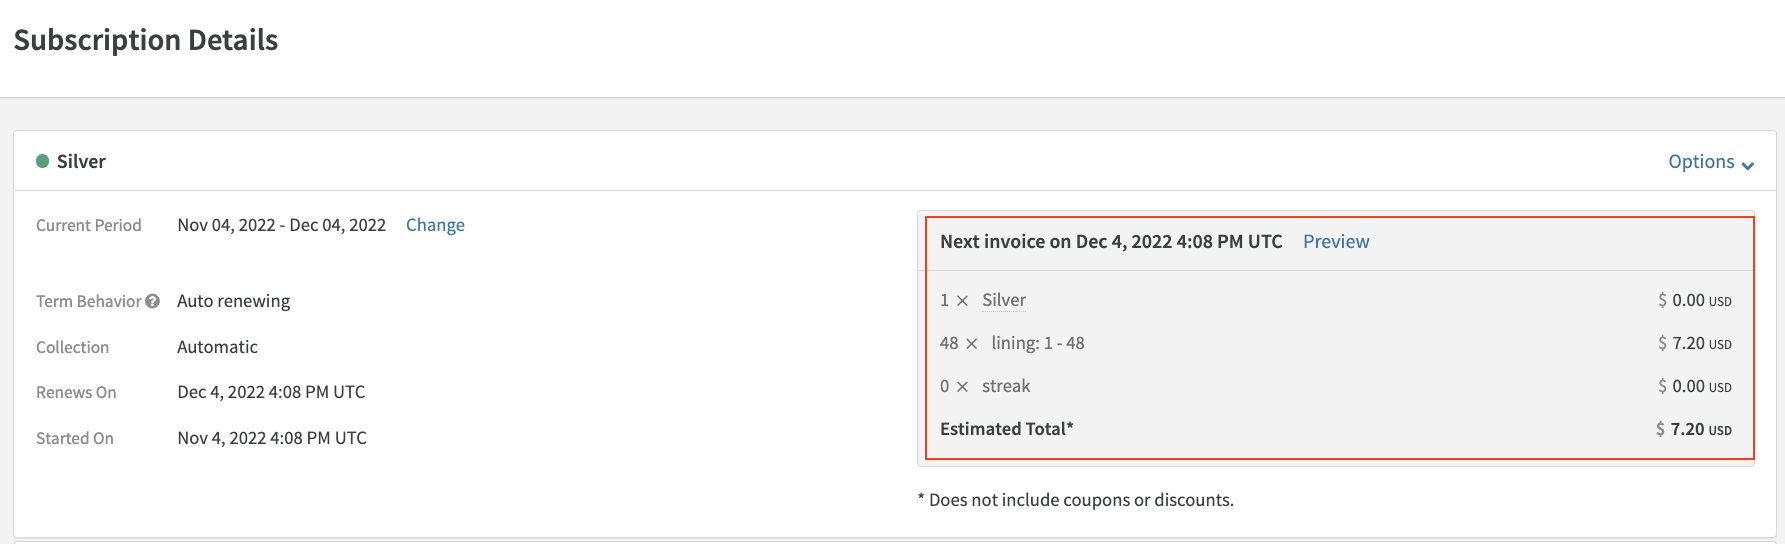 Subscription Details
Silver
Options
Current Period Nov 04, 2022 - Dec 04, 2022 Change
Term Behavior ? Auto renewing
Collection Automatic
Renews On Dec 4, 2022 4:08 PM UTC
Started On Nov 4, 2022 4:08 PM UTC
Next invoice on Dec 4, 2022 4:08 PM UTC Preview
1 × Silver $ 0.00 USD
48 × lining: 1 - 48 $ 7.20 USD
0 × streak $ 0.00 USD
Estimated Total* $ 7.20 USD
* Does not include coupons or discounts.